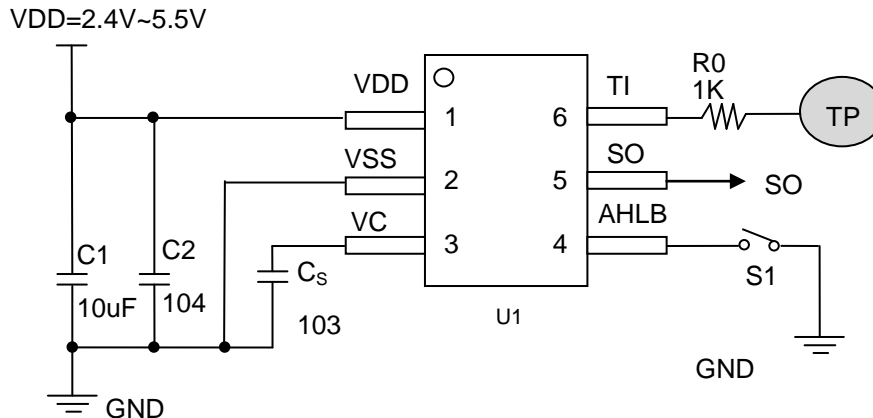 VDD=2.4V~5.5V
VDD
1
6
TI
R0
1K
TP
VSS
2
5
SO
SO
VC
3
4
AHLB
S1
C1
10uF
C2
104
CS
103
U1
GND
GND